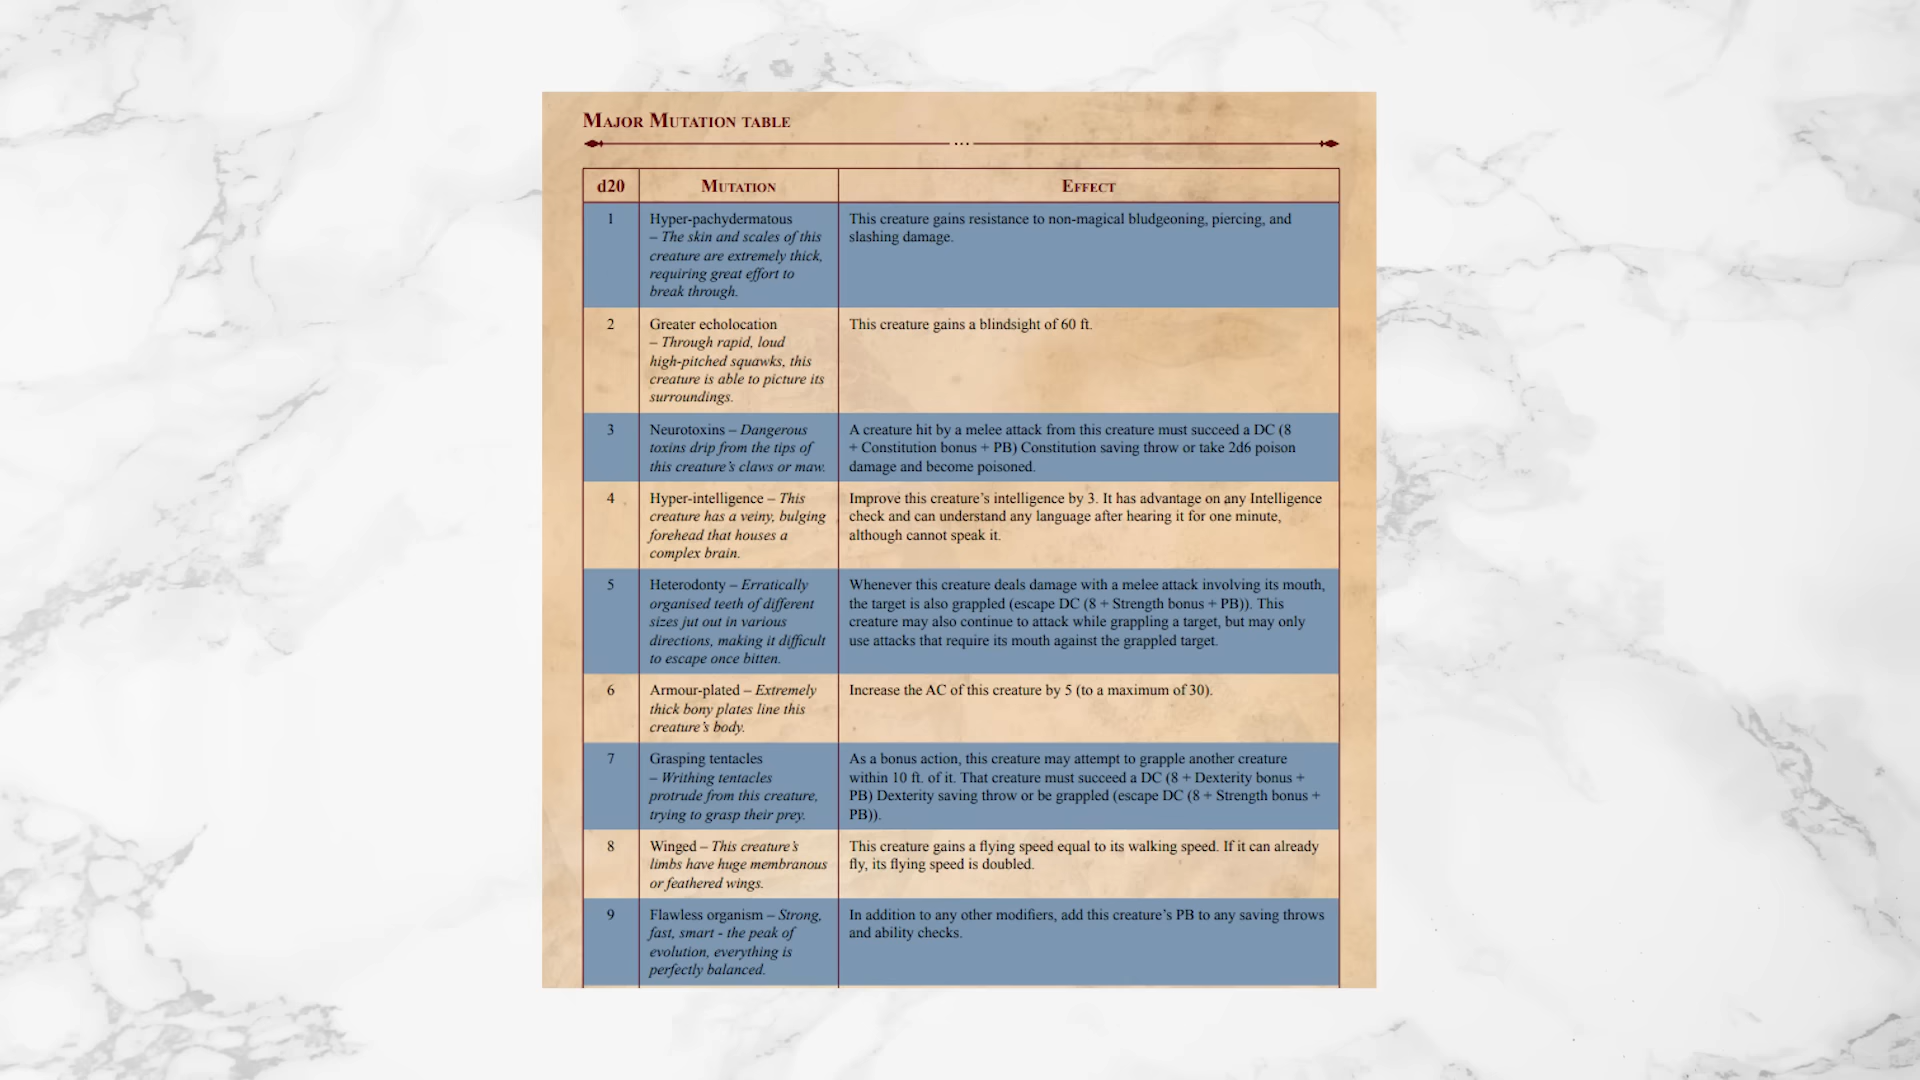 Major Mutation table
d20 Mutation Effect
1
Hyper-pachydermatous
– The skin and scales of this
creature are extremely thick,
requiring great effort to
break through.
This creature gains resistance to non-magical bludgeoning, piercing, and
slashing damage.
2
Greater echolocation
– Through rapid, loud
high-pitched squawks, this
creature is able to picture its
surroundings.
This creature gains a blindsight of 60 ft.
3
Neurotoxins – Dangerous
toxins drip from the tips of
this creature’s claws or maw.
A creature hit by a melee attack from this creature must succeed a DC (8
+ Constitution bonus + PB) Constitution saving throw or take 2d6 poison
damage and become poisoned.
4
Hyper-intelligence – This
creature has a veiny, bulging
forehead that houses a
complex brain.
Improve this creature’s intelligence by 3. It has advantage on any Intelligence
check and can understand any language after hearing it for one minute,
although cannot speak it.
5
Heterodonty – Erratically
organised teeth of different
sizes jut out in various
directions, making it difficult
to escape once bitten.
Whenever this creature deals damage with a melee attack involving its mouth,
the target is also grappled (escape DC (8 + Strength bonus + PB)). This
creature may also continue to attack while grappling a target, but may only
use attacks that require its mouth against the grappled target.
6
Armour-plated – Extremely
thick bony plates line this
creature’s body.
Increase the AC of this creature by 5 (to a maximum of 30).
7
Grasping tentacles
– Writhing tentacles
protrude from this creature,
trying to grasp their prey.
As a bonus action, this creature may attempt to grapple another creature
within 10 ft. of it. That creature must succeed a DC (8 + Dexterity bonus +
PB) Dexterity saving throw or be grappled (escape DC (8 + Strength bonus +
PB)).
8
Winged – This creature’s
limbs have huge membranous
or feathered wings.
This creature gains a flying speed equal to its walking speed. If it can already
fly, its flying speed is doubled.
9
Flawless organism – Strong,
fast, smart - the peak of
evolution, everything is
perfectly balanced.
In addition to any other modifiers, add this creature’s PB to any saving throws
and ability checks.